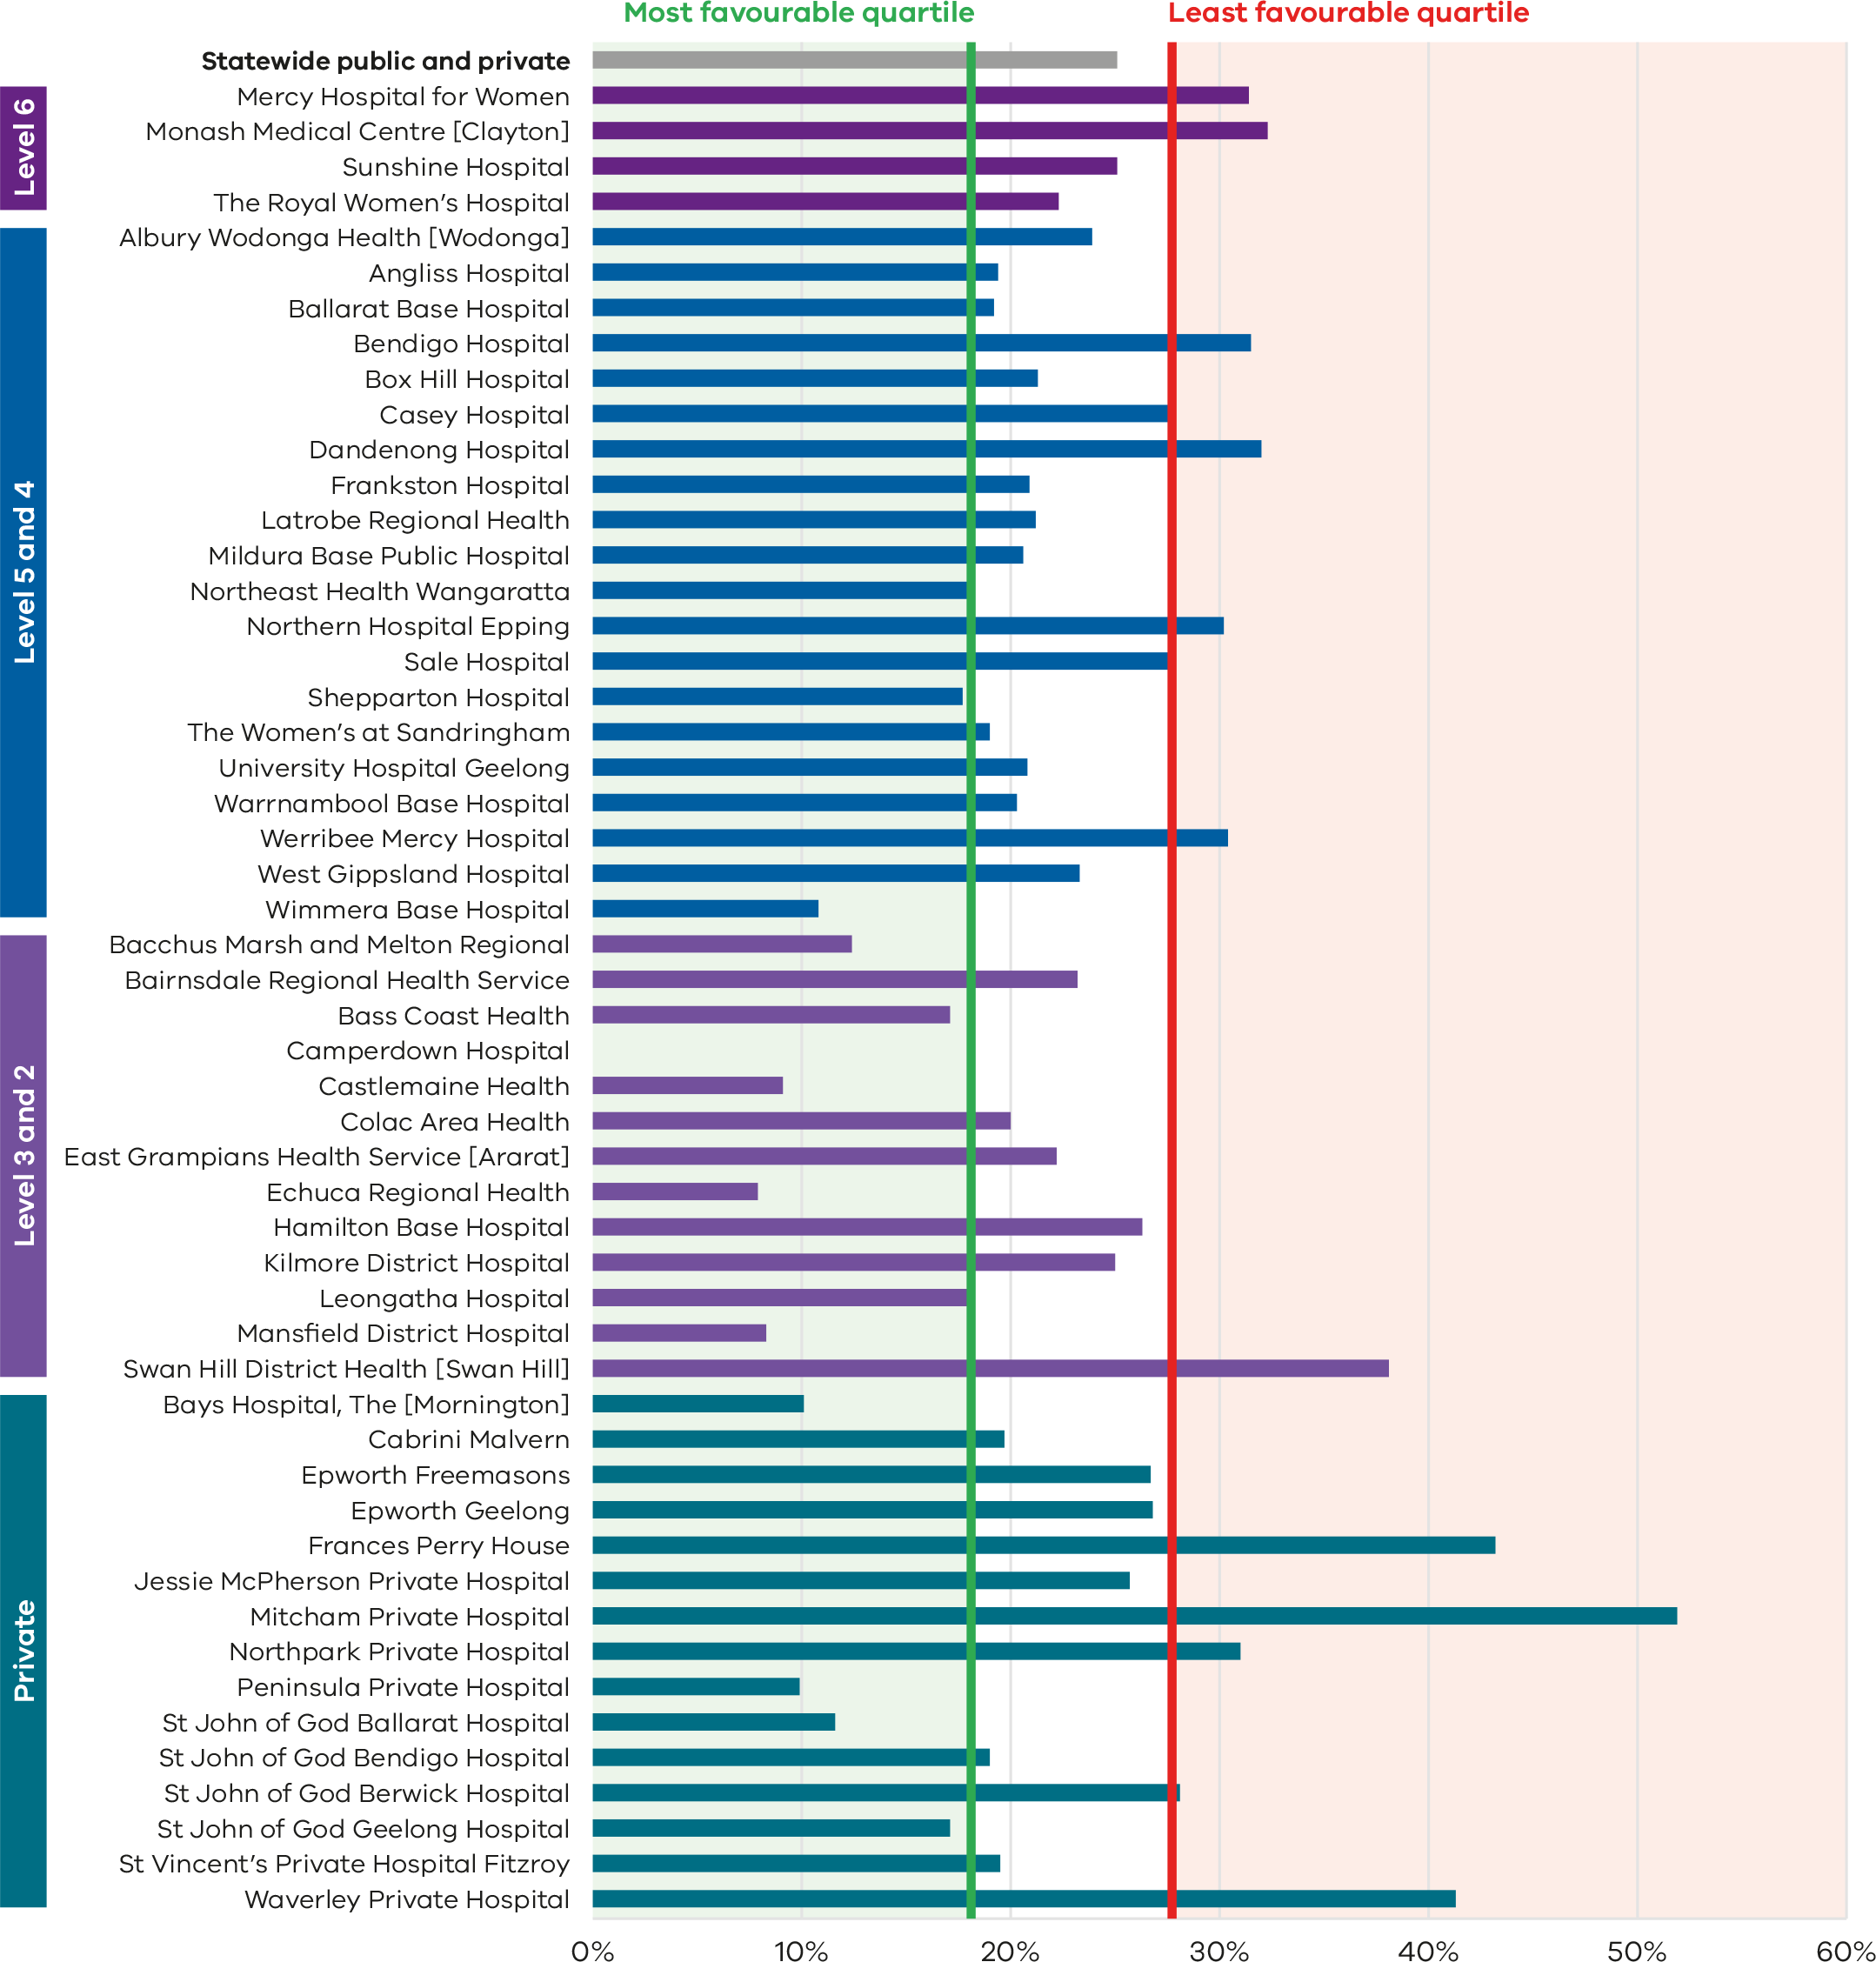 Most favourable quartile
Least favourable quartile
Statewide public and private
Level 6
Mercy Hospital for Women
Monash Medical Centre [Clayton]
Sunshine Hospital
The Royal Women’s Hospital
Level 5 and 4
Albury Wodonga Health [Wodonga]
Angliss Hospital
Ballarat Base Hospital
Bendigo Hospital
Box Hill Hospital
Casey Hospital
Dandenong Hospital
Frankston Hospital
Latrobe Regional Health
Mildura Base Public Hospital
Northeast Health Wangaratta
Northern Hospital Epping
Sale Hospital
Shepparton Hospital
The Women’s at Sandringham
University Hospital Geelong
Warrnambool Base Hospital
Werribee Mercy Hospital
West Gippsland Hospital
Wimmera Base Hospital
Level 3 and 2
Bacchus Marsh and Melton Regional
Bairnsdale Regional Health Service
Bass Coast Health
Camperdown Hospital
Castlemaine Health
Colac Area Health
East Grampians Health Service [Ararat]
Echuca Regional Health
Hamilton Base Hospital
Kilmore District Hospital
Leongatha Hospital
Mansfield District Hospital
Swan Hill District Health [Swan Hill]
Private
Bays Hospital, The [Mornington]
Cabrini Malvern
Epworth Freemasons
Epworth Geelong
Frances Perry House
Jessie McPherson Private Hospital
Mitcham Private Hospital
Northpark Private Hospital
Peninsula Private Hospital
St John of God Ballarat Hospital
St John of God Bendigo Hospital
St John of God Berwick Hospital
St John of God Geelong Hospital
St Vincent’s Private Hospital Fitzroy
Waverley Private Hospital
0% 10% 20% 30% 40% 50% 60%